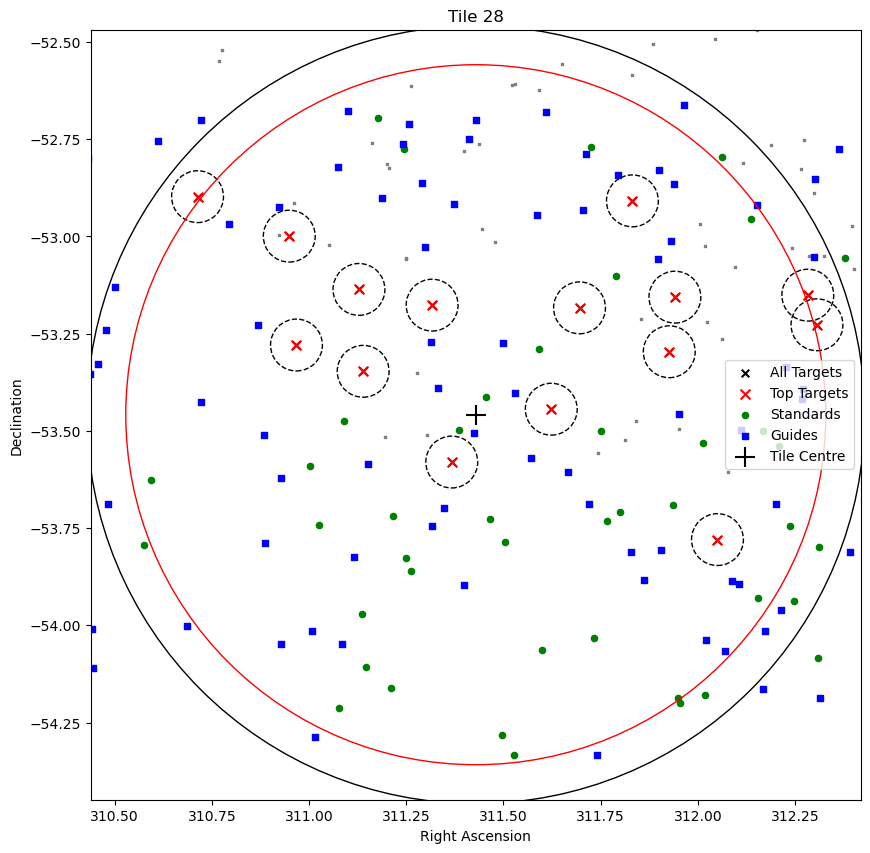 Tile 28
−52.50
−52.75
−53.00
−53.25
−53.50
−53.75
−54.00
−54.25
Declination
All Targets
Top Targets
Standards
Guides
Tile Centre
310.50
310.75
311.00
311.25
311.50
311.75
312.00
312.25
Right Ascension